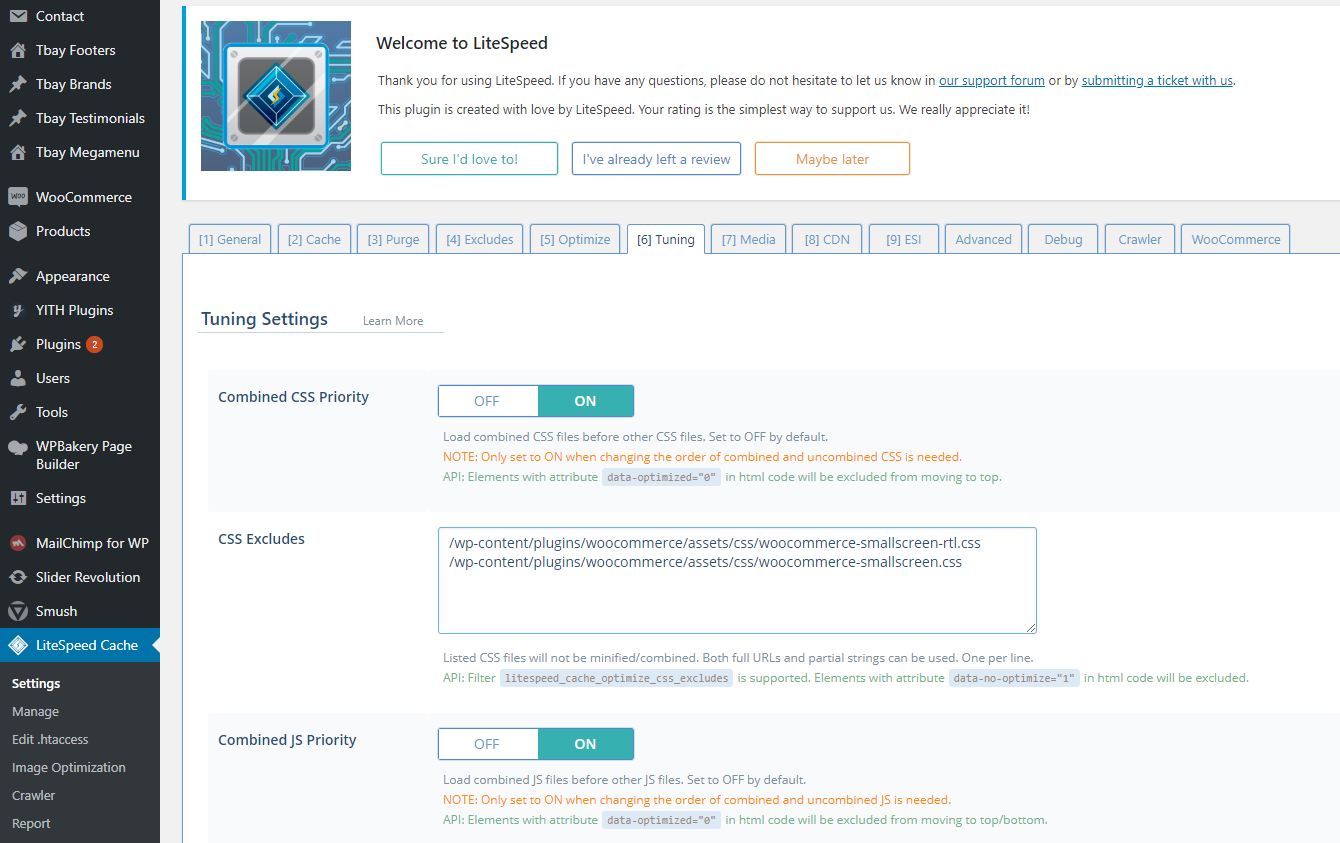 Contact
Tbay Footers
Tbay Brands
Tbay Testimonials
Tbay Megamenu
WOO WooCommerce
Products
Appearance
YITH Plugins
Plugins 2
Users
Tools
WPBakery Page
Builder
Settings
MailChimp for WP
Slider Revolution
Smush
LiteSpeed Cache
Settings
Manage
Edit .htaccess
Image Optimization
Crawler
Report
Welcome to LiteSpeed
Thank you for using LiteSpeed. If you have any questions, please do not hesitate to let us know in our support forum or by submitting a ticket with us.
This plugin is created with love by LiteSpeed. Your rating is the simplest way to support us. We really appreciate it!
Sure I'd love to! I've already left a review Maybe later
[1] General [2] Cache [3] Purge [4] Excludes [5] Optimize [6] Tuning [7] Media [8] CDN [9] ESI Advanced Debug Crawler WooCommerce
Tuning Settings Learn More
Combined CSS Priority OFF ON
Load combined CSS files before other CSS files. Set to OFF by default.
NOTE: Only set to ON when changing the order of combined and uncombined CSS is needed.
API: Elements with attribute data-optimized="0" in html code will be excluded from moving to top.
CSS Excludes
/wp-content/plugins/woocommerce/assets/css/woocommerce-smallscreen-rtl.css
/wp-content/plugins/woocommerce/assets/css/woocommerce-smallscreen.css
Listed CSS files will not be minified/combined. Both full URLs and partial strings can be used. One per line.
API: Filter litespeed_cache_optimize_css_excludes is supported. Elements with attribute data-no-optimize="1" in html code will be excluded.
Combined JS Priority OFF ON
Load combined JS files before other JS files. Set to OFF by default.
NOTE: Only set to ON when changing the order of combined and uncombined JS is needed.
API: Elements with attribute data-optimized="0" in html code will be excluded from moving to top/bottom.